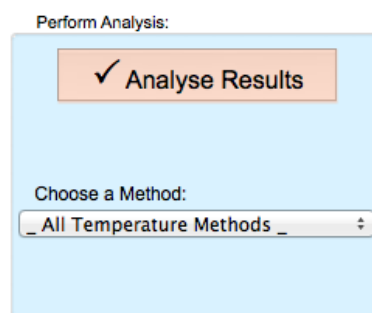 Perform Analysis:
✓ Analyse Results
Choose a Method:
_ All Temperature Methods _